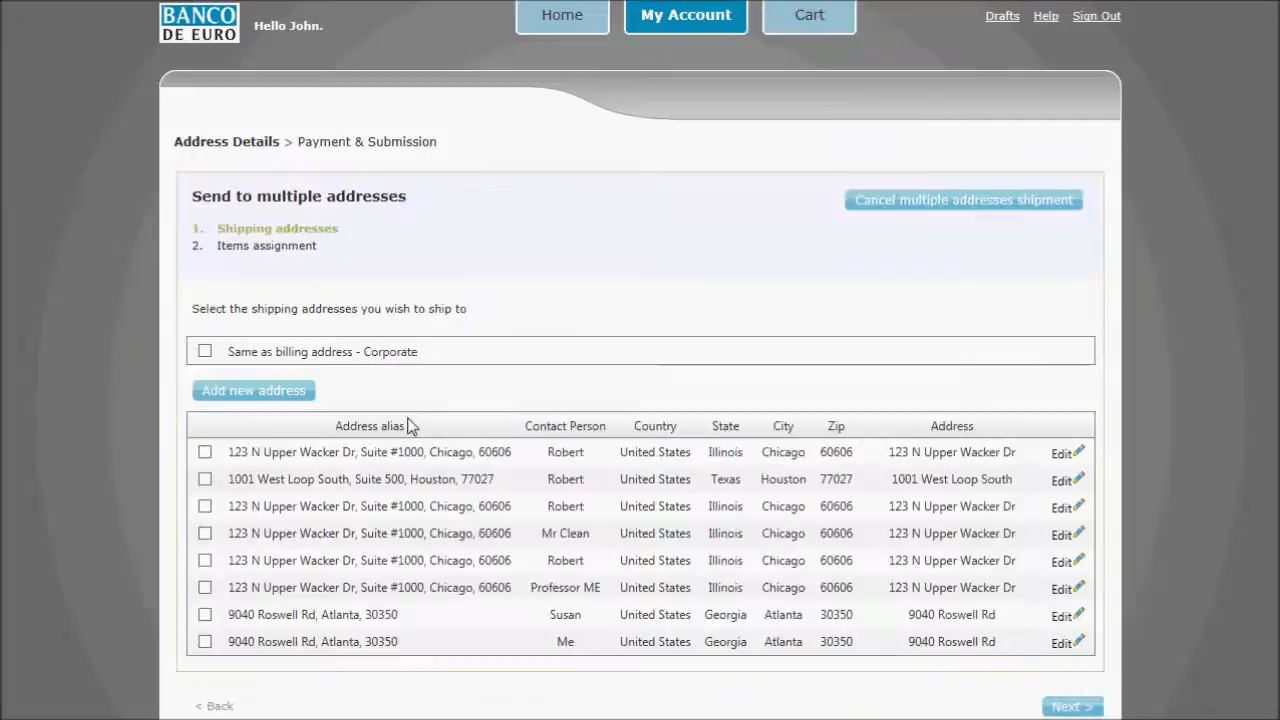 BANCO
DE EURO
Hello John.
Home
My Account
Cart
Drafts
Help
Sign Out
Address Details > Payment & Submission
Send to multiple addresses
Cancel multiple addresses shipment
1. Shipping addresses
2. Items assignment
Select the shipping addresses you wish to ship to
Same as billing address - Corporate
Add new address
Address alias Contact Person Country State City Zip Address
123 N Upper Wacker Dr, Suite #1000, Chicago, 60606 Robert United States Illinois Chicago 60606 123 N Upper Wacker Dr Edit
1001 West Loop South, Suite 500, Houston, 77027 Robert United States Texas Houston 77027 1001 West Loop South Edit
123 N Upper Wacker Dr, Suite #1000, Chicago, 60606 Robert United States Illinois Chicago 60606 123 N Upper Wacker Dr Edit
123 N Upper Wacker Dr, Suite #1000, Chicago, 60606 Mr Clean United States Illinois Chicago 60606 123 N Upper Wacker Dr Edit
123 N Upper Wacker Dr, Suite #1000, Chicago, 60606 Robert United States Illinois Chicago 60606 123 N Upper Wacker Dr Edit
123 N Upper Wacker Dr, Suite #1000, Chicago, 60606 Professor ME United States Illinois Chicago 60606 123 N Upper Wacker Dr Edit
9040 Roswell Rd, Atlanta, 30350 Susan United States Georgia Atlanta 30350 9040 Roswell Rd Edit
9040 Roswell Rd, Atlanta, 30350 Me United States Georgia Atlanta 30350 9040 Roswell Rd Edit
< Back
Next >